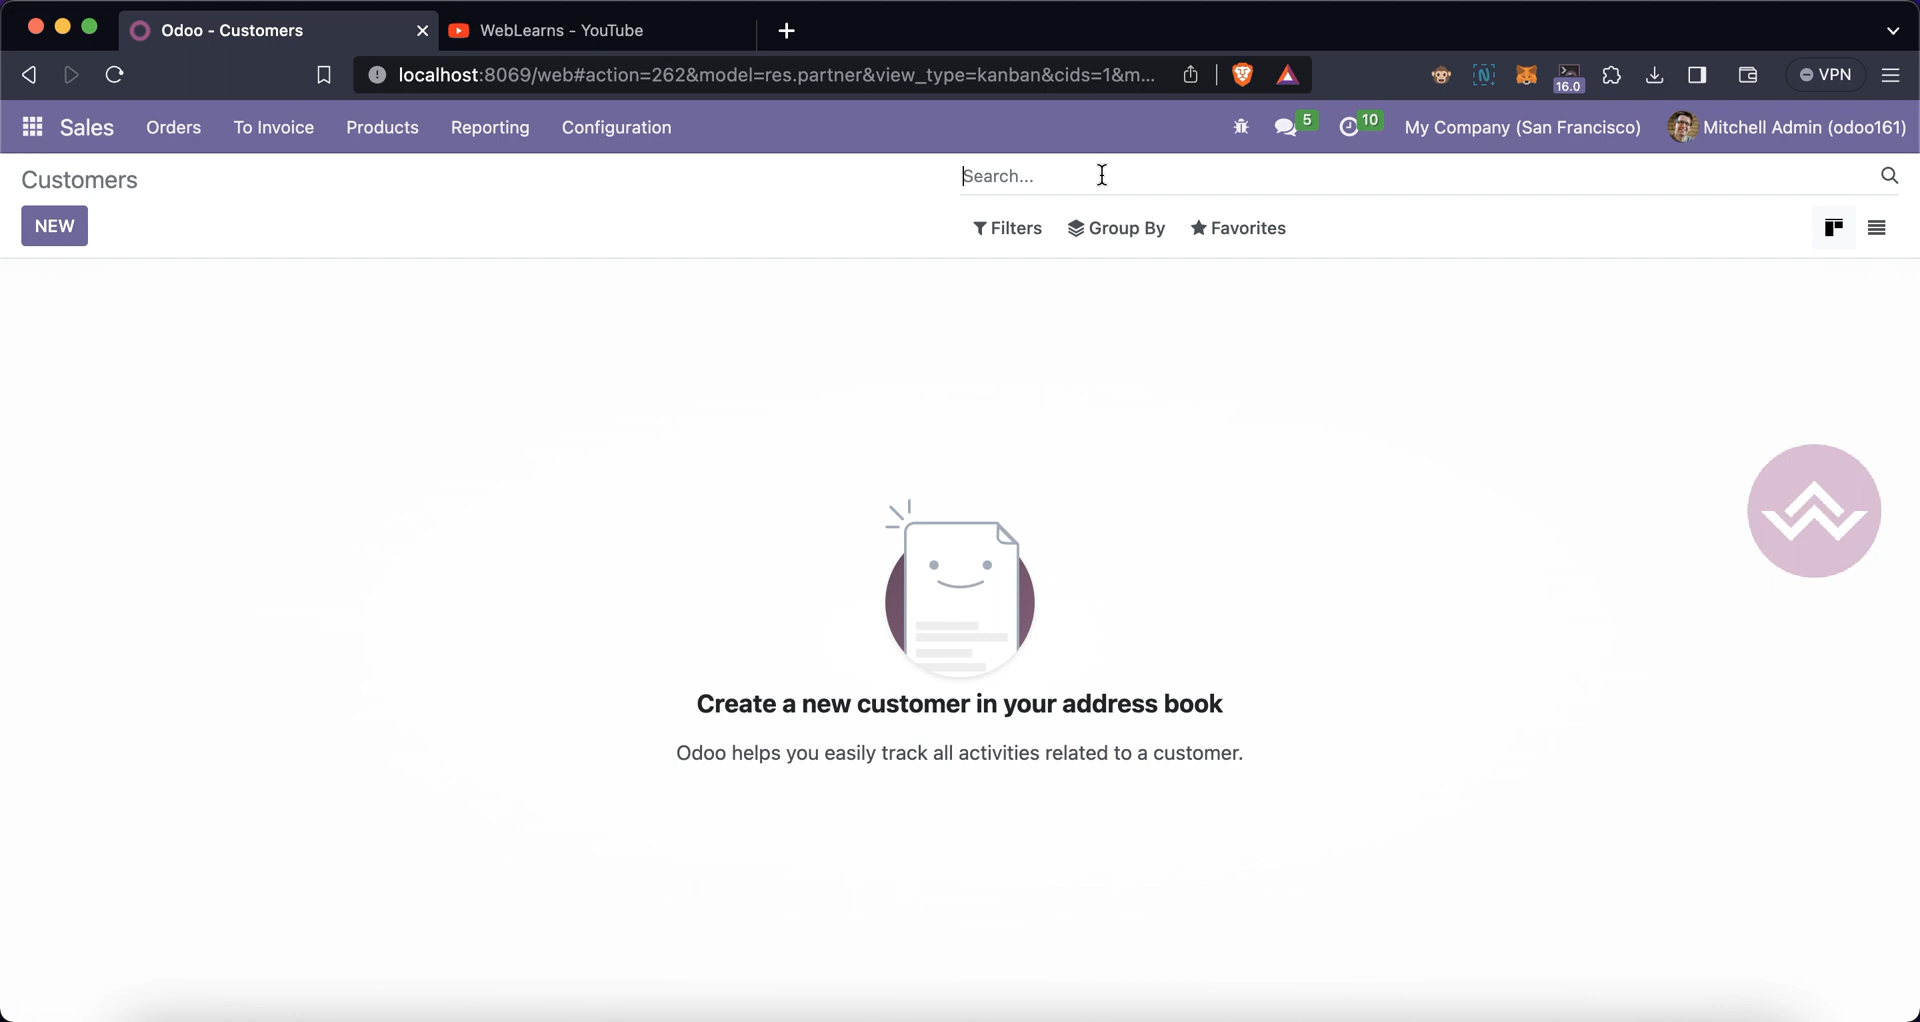 Odoo - Customers
WebLearns - YouTube
localhost:8069/web#action=262&model=res.partner&view_type=kanban&cids=1&m...
16.0
VPN
Sales
Orders
To Invoice
Products
Reporting
Configuration
5
10
My Company (San Francisco)
Mitchell Admin (odoo161)
Customers
Search...
NEW
Filters
Group By
Favorites
Create a new customer in your address book
Odoo helps you easily track all activities related to a customer.